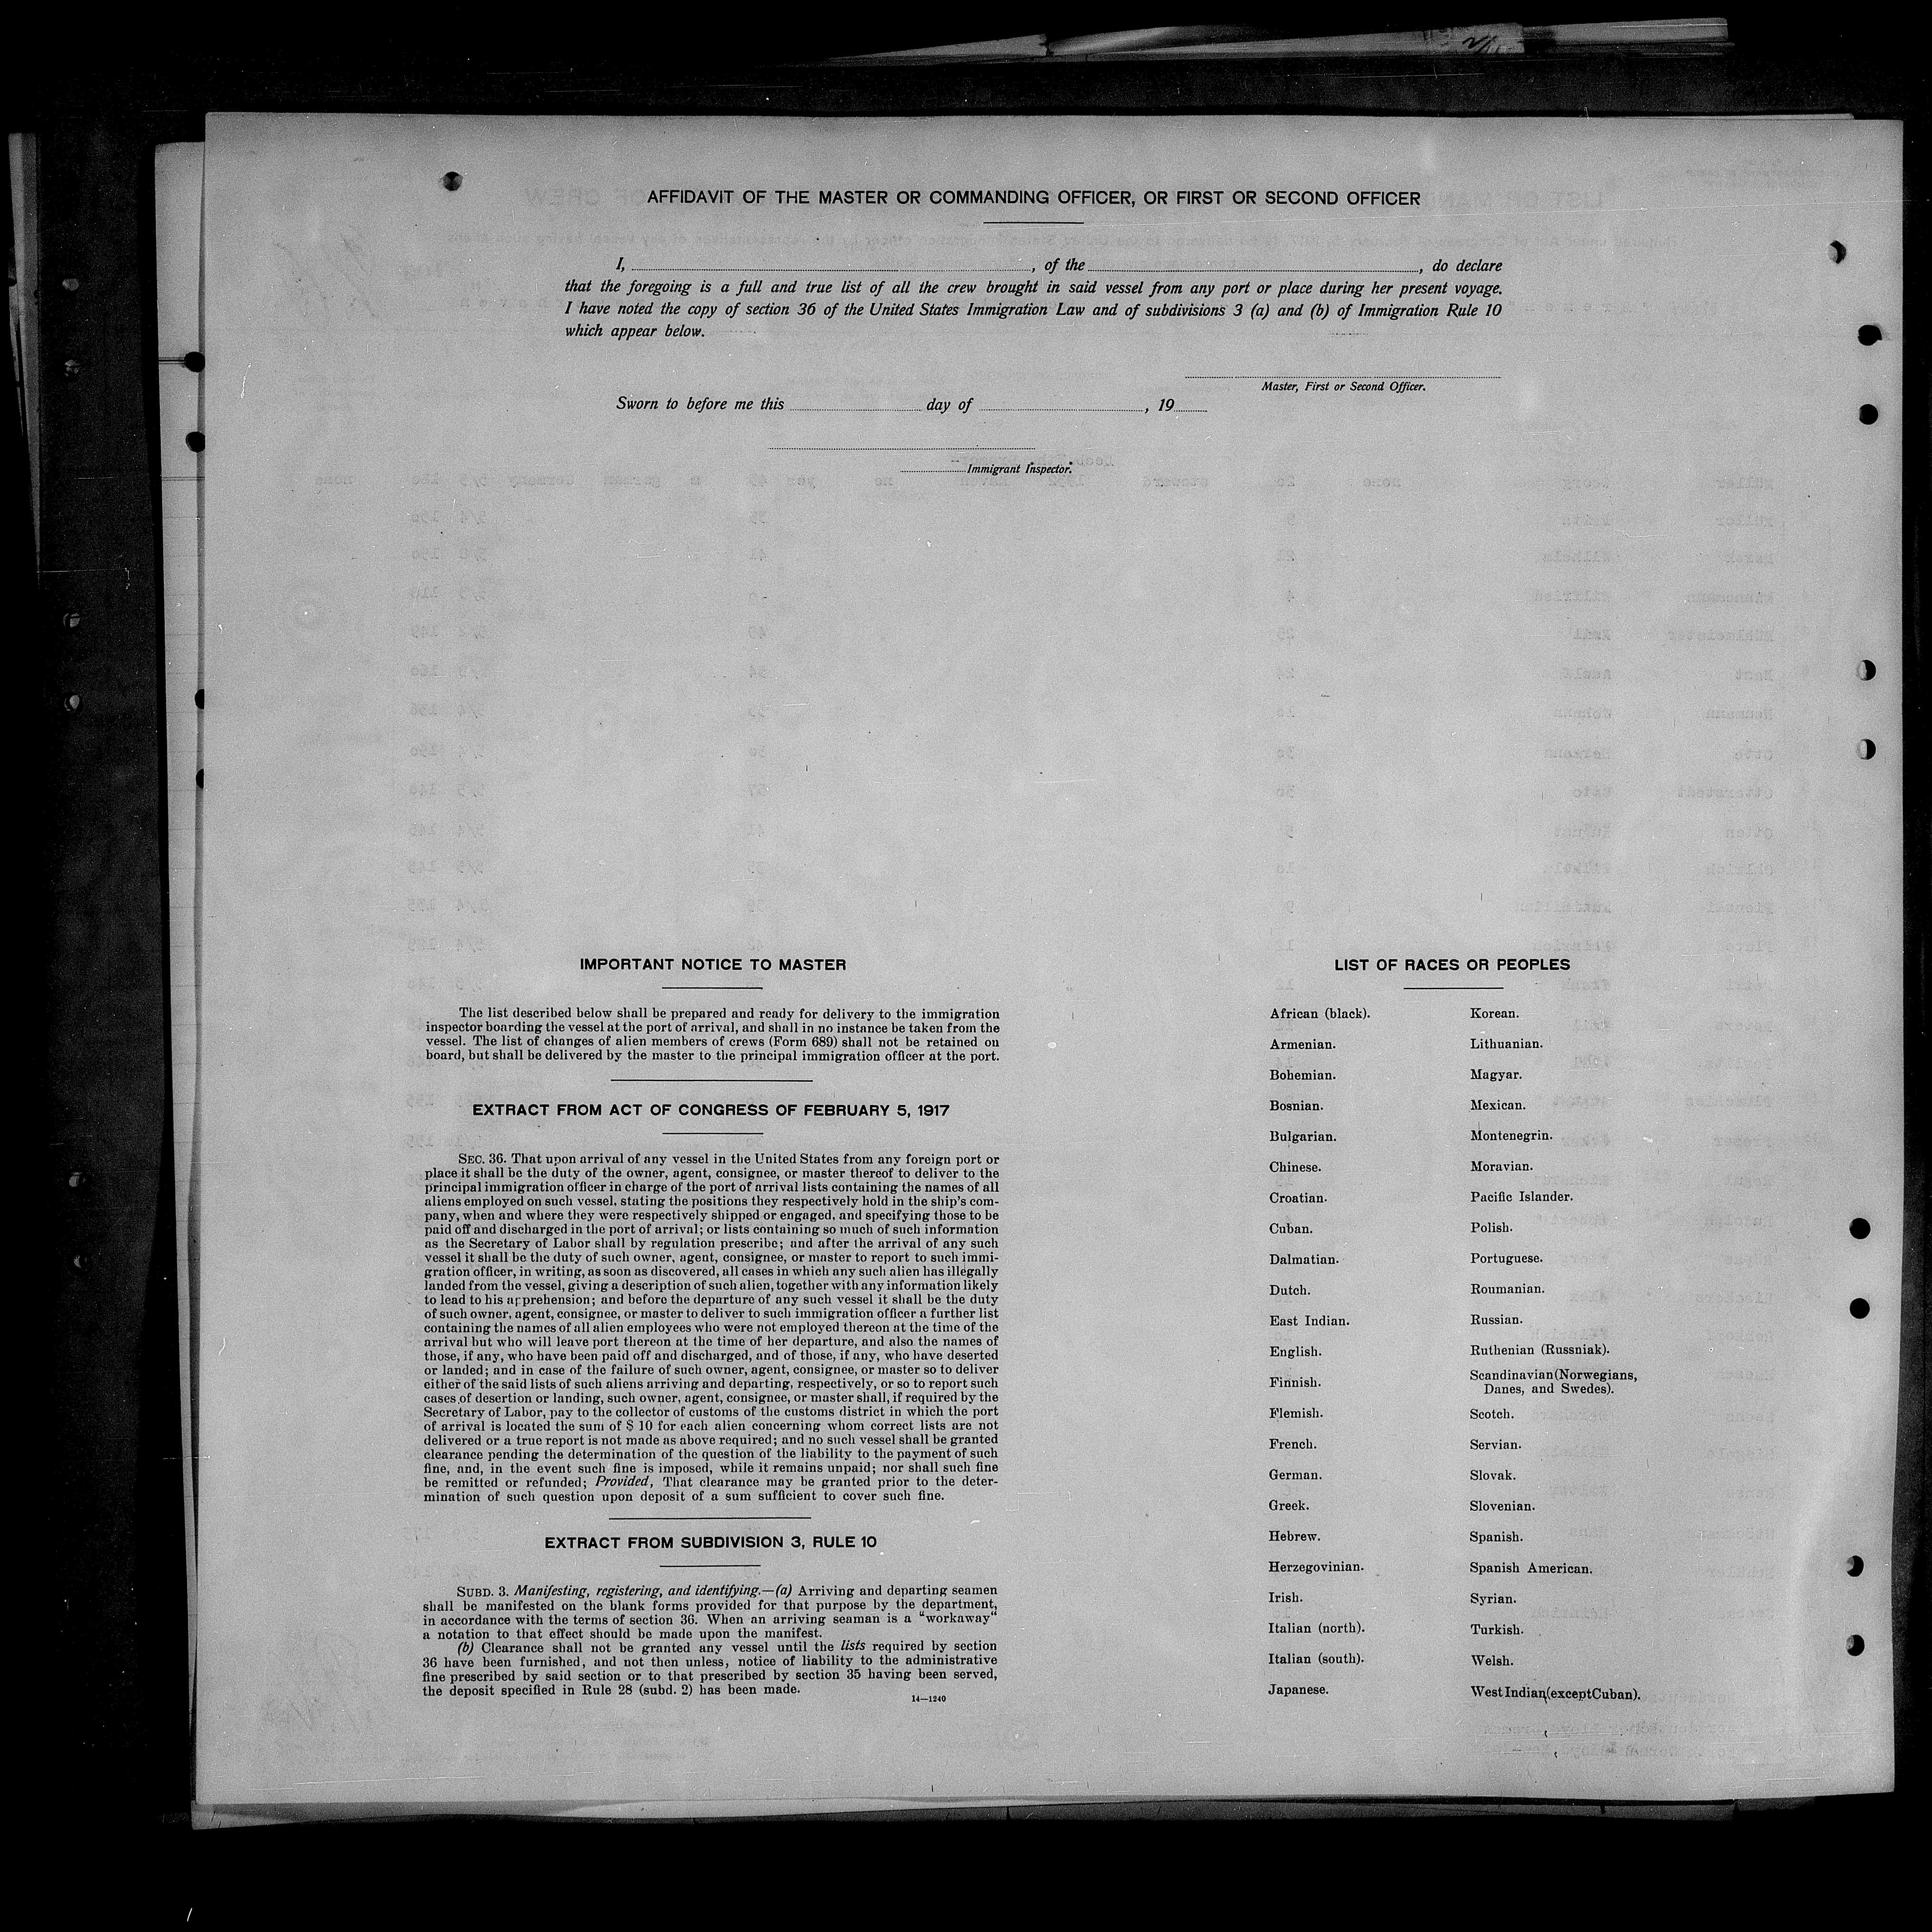 AFFIDAVIT OF THE MASTER OR COMMANDING OFFICER, OR FIRST OR SECOND OFFICER
I, , of the , do declare
that the foregoing is a full and true list of all the crew brought in said vessel from any port or place during her present voyage.
I have noted the copy of section 36 of the United States Immigration Law and of subdivisions 3 (a) and (b) of Immigration Rule 10
which appear below.
Master, First or Second Officer.
Sworn to before me this day of , 19
Immigrant Inspector.
IMPORTANT NOTICE TO MASTER
The list described below shall be prepared and ready for delivery to the immigration
inspector boarding the vessel at the port of arrival, and shall in no instance be taken from the
vessel. The list of changes of alien members of crews (Form 689) shall not be retained on
board, but shall be delivered by the master to the principal immigration officer at the port.
EXTRACT FROM ACT OF CONGRESS OF FEBRUARY 5, 1917
SEC. 36. That upon arrival of any vessel in the United States from any foreign port or
place it shall be the duty of the owner, agent, consignee, or master thereof to deliver to the
principal immigration officer in charge of the port of arrival lists containing the names of all
aliens employed on such vessel. stating the positions they respectively hold in the ship's com-
pany, when and where they were respectively shipped or engaged, and specifying those to be
paid off and discharged in the port of arrival; or lists containing so much of such information
as the Secretary of Labor shall by regulation prescribe; and after the arrival of any such
vessel it shall be the duty of such owner, agent, consignee, or master to report to such immi-
gration officer, in writing, as soon as discovered, all cases in which any such alien has illegally
landed from the vessel, giving a description of such alien, together with any information likely
to lead to his apprehension; and before the departure of any such vessel it shall be the duty
of such owner, agent, consignee, or master to deliver to such immigration officer a further list
containing the names of all alien employees who were not employed thereon at the time of the
arrival but who will leave port thereon at the time of her departure, and also the names of
those, if any, who have been paid off and discharged, and of those, if any, who have deserted
or landed; and in case of the failure of such owner, agent, consignee, or master so to deliver
either of the said lists of such aliens arriving and departing, respectively, or so to report such
cases of desertion or landing, such owner, agent, consignee, or master shall, if required by the
Secretary of Labor, pay to the collector of customs of the customs district in which the port
of arrival is located the sum of $ 10 for each alien concerning whom correct lists are not
delivered or a true report is not made as above required; and no such vessel shall be granted
clearance pending the determination of the question of the liability to the payment of such
fine, and, in the event such fine is imposed, while it remains unpaid; nor shall such fine
be remitted or refunded; Provided, That clearance may be granted prior to the deter-
mination of such question upon deposit of a sum sufficient to cover such fine.
EXTRACT FROM SUBDIVISION 3, RULE 10
SUBD. 3. Manifesting, registering, and identifying.—(a) Arriving and departing seamen
shall be manifested on the blank forms provided for that purpose by the department,
in accordance with the terms of section 36. When an arriving seaman is a "workaway"
a notation to that effect should be made upon the manifest.
(b) Clearance shall not be granted any vessel until the lists required by section
36 have been furnished, and not then unless, notice of liability to the administrative
fine prescribed by said section or to that prescribed by section 35 having been served,
the deposit specified in Rule 28 (subd. 2) has been made.
14—1240
LIST OF RACES OR PEOPLES
African (black).
Armenian.
Bohemian.
Bosnian.
Bulgarian.
Chinese.
Croatian.
Cuban.
Dalmatian.
Dutch.
East Indian.
English.
Finnish.
Flemish.
French.
German.
Greek.
Hebrew.
Herzegovinian.
Irish.
Italian (north).
Italian (south).
Japanese.
Korean.
Lithuanian.
Magyar.
Mexican.
Montenegrin.
Moravian.
Pacific Islander.
Polish.
Portuguese.
Roumanian.
Russian.
Ruthenian (Russniak).
Scandinavian (Norwegians,
Danes, and Swedes).
Scotch.
Servian.
Slovak.
Slovenian.
Spanish.
Spanish American.
Syrian.
Turkish.
Welsh.
West Indian (except Cuban).